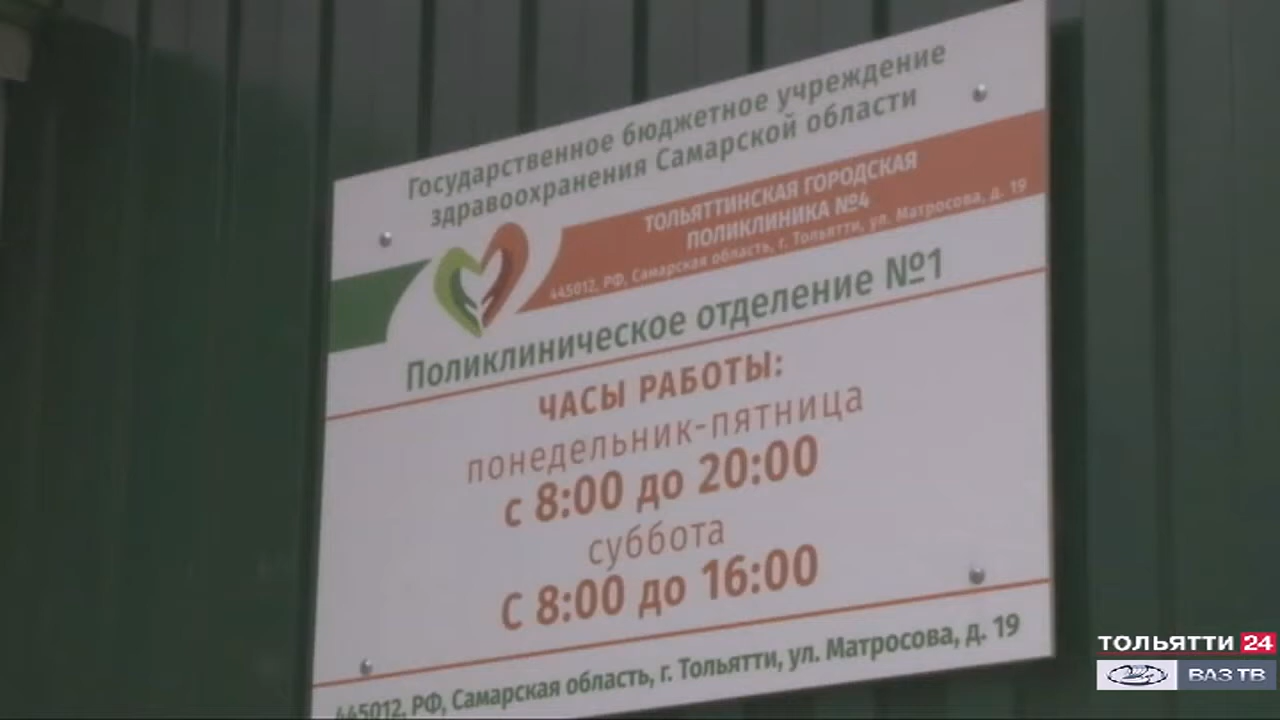 Государственное бюджетное учреждение
здравоохранения Самарской области
ТОЛЬЯТТИНСКАЯ ГОРОДСКАЯ
ПОЛИКЛИНИКА №4
445012, РФ, Самарская область, г. Тольятти, ул. Матросова, д. 19
Поликлиническое отделение №1
ЧАСЫ РАБОТЫ:
понедельник-пятница
с 8:00 до 20:00
суббота
С 8:00 до 16:00
445012, РФ, Самарская область, г. Тольятти, ул. Матросова, д. 19
ТОЛЬЯТТИ 24
ВАЗ ТВ